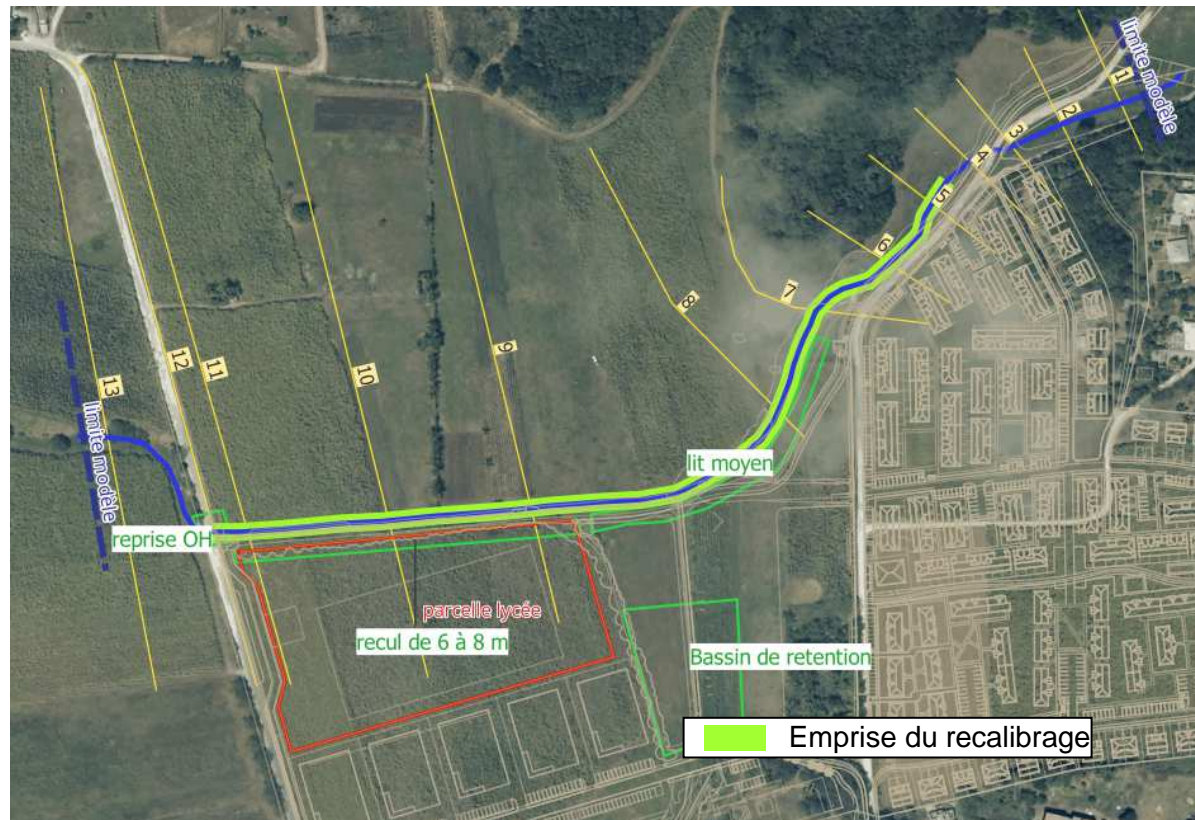 limite modèle
1
2
3
4
5
6
7
8
9
10
11
12
13
limite modèle
lit moyen
reprise OH
parcelle lycée
recul de 6 à 8 m
Bassin de retention
Emprise du recalibrage